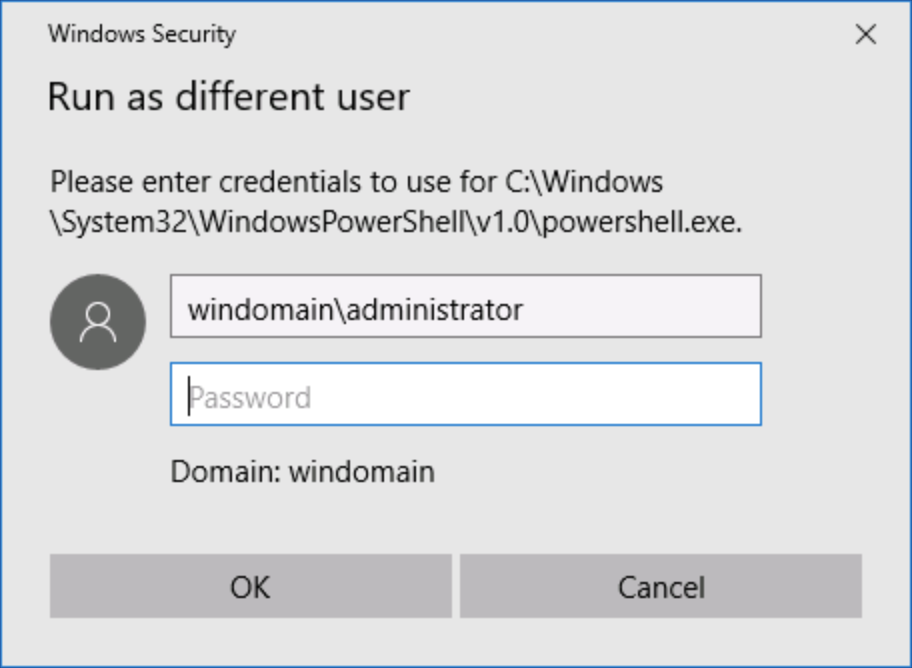 Windows Security
Run as different user
Please enter credentials to use for C:\Windows
\System32\WindowsPowerShell\v1.0\powershell.exe.
windomain\administrator
Password
Domain: windomain
OK
Cancel